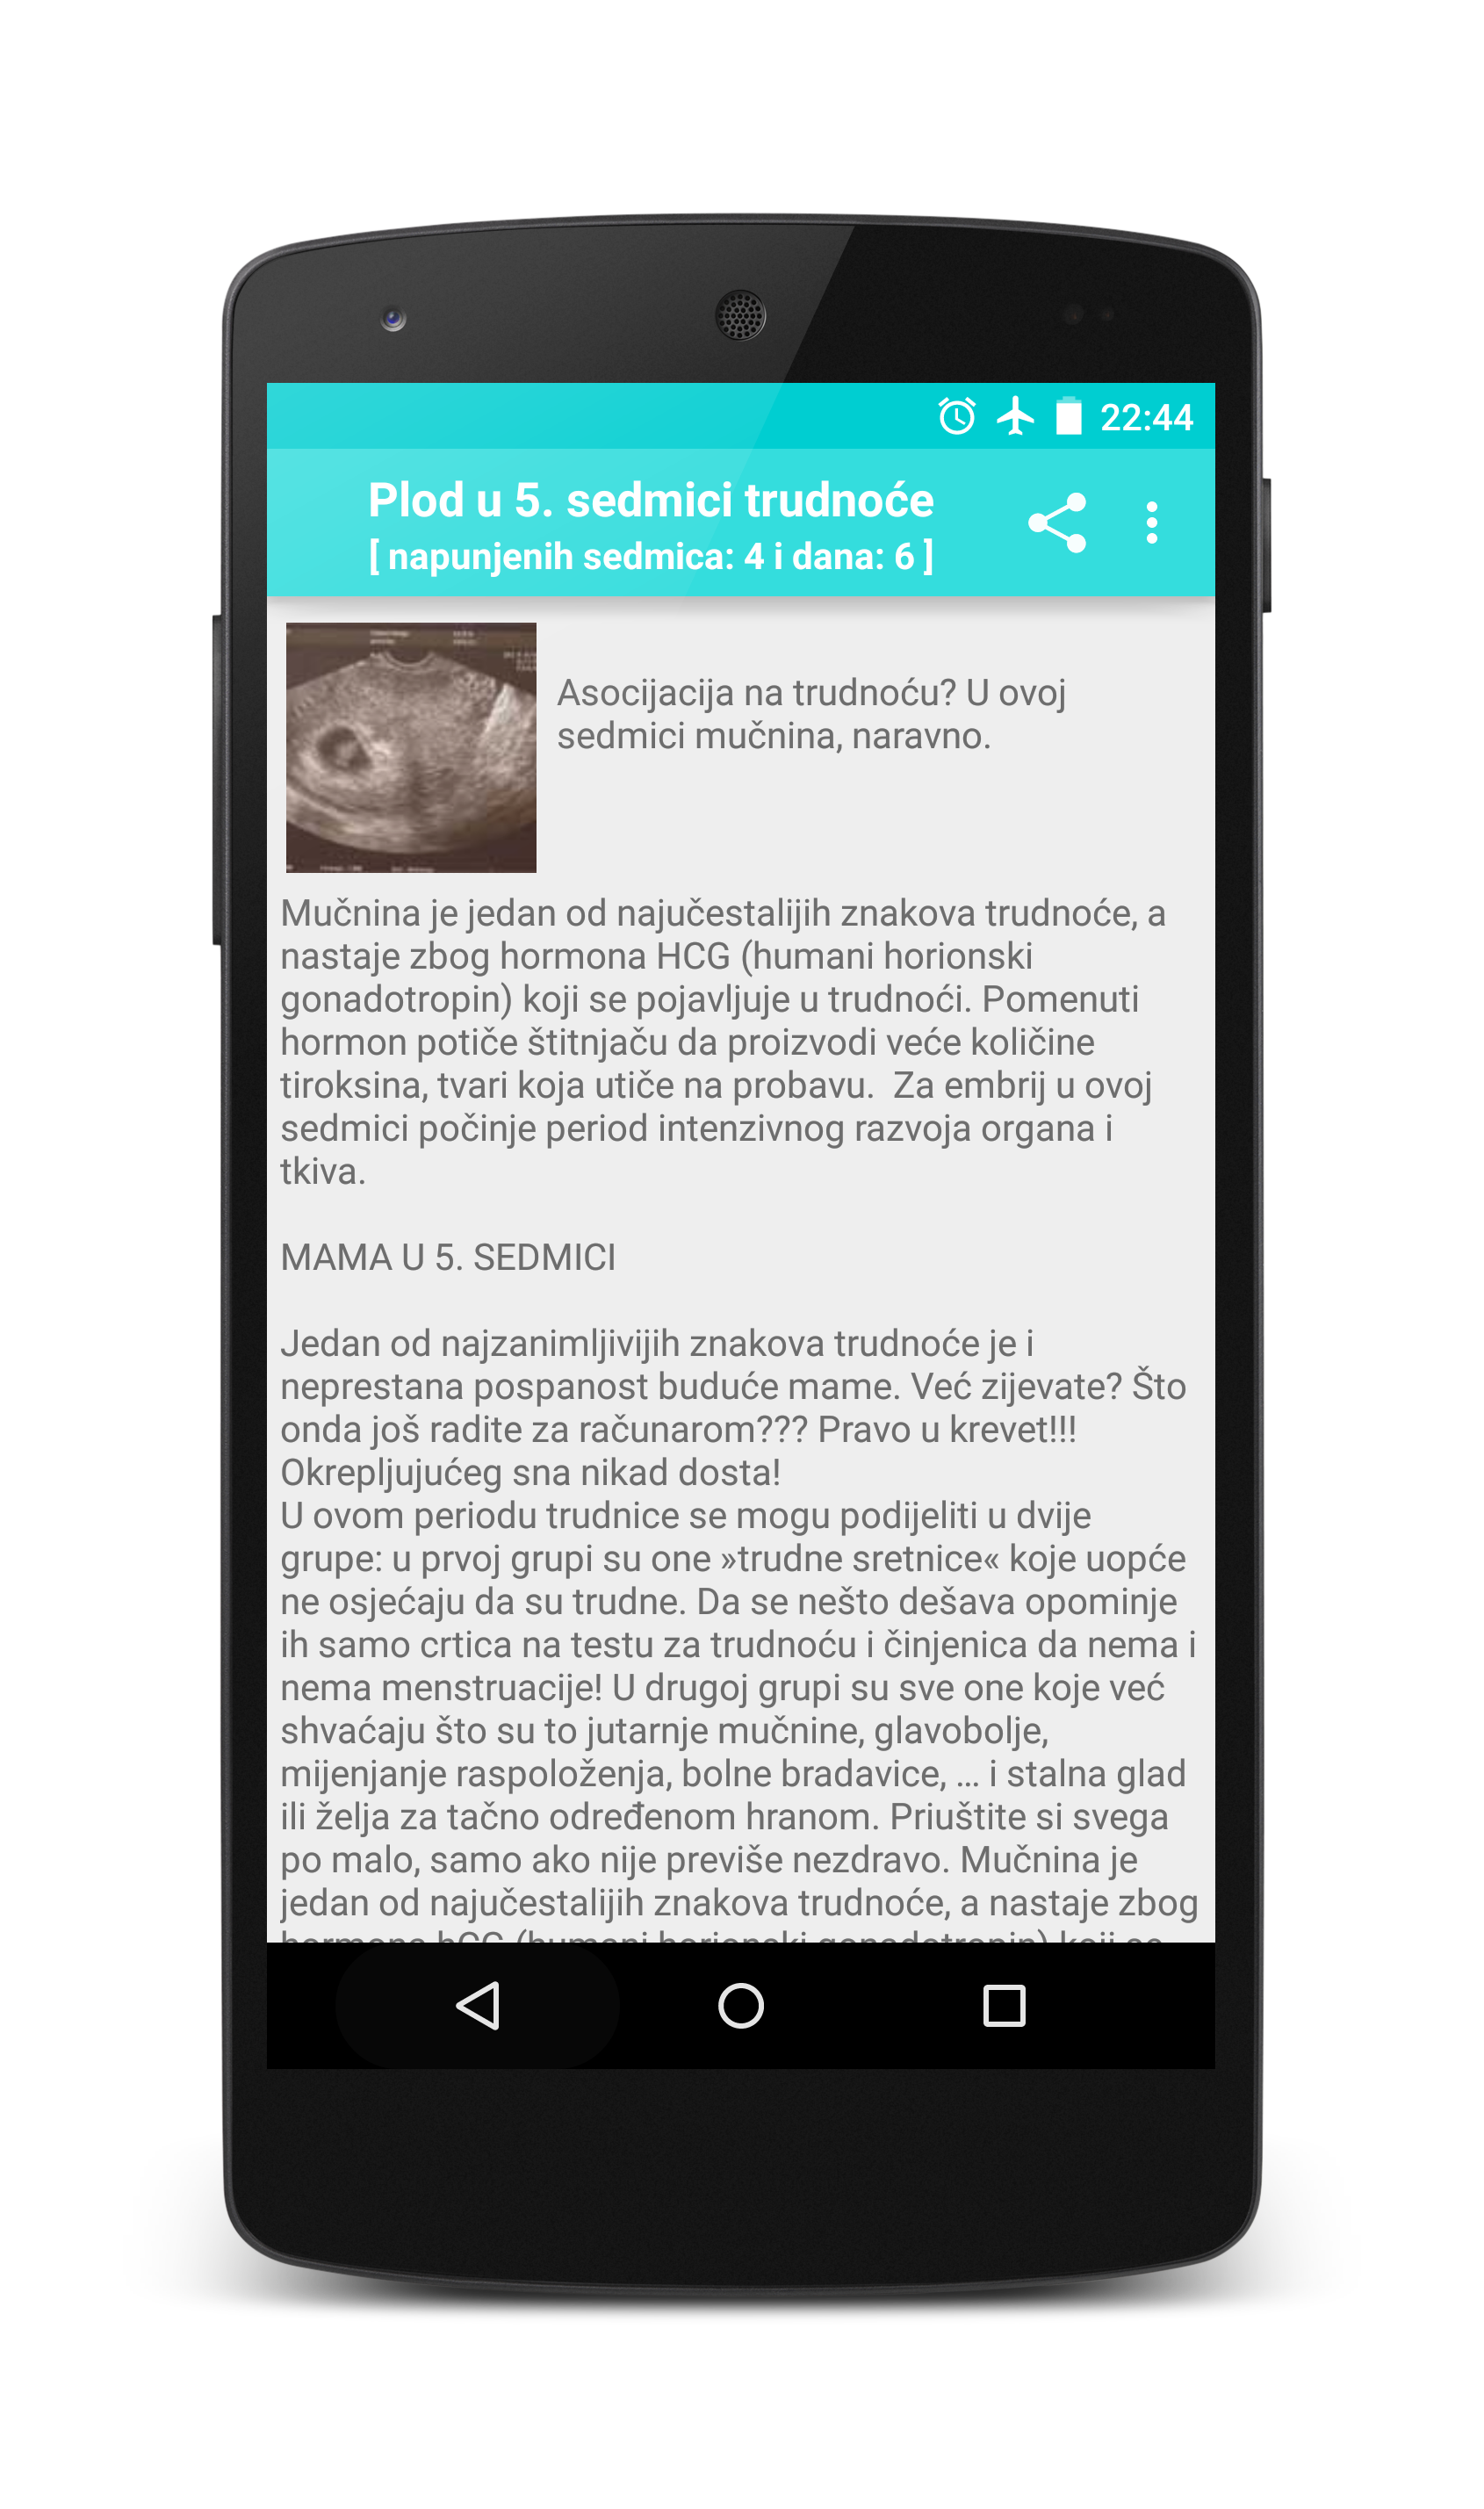 22:44
Plod u 5. sedmici trudnoće
[ napunjenih sedmica: 4 i dana: 6 ]
Asocijacija na trudnoću? U ovoj
sedmici mučnina, naravno.
Mučnina je jedan od najučestalijih znakova trudnoće, a
nastaje zbog hormona HCG (humani horionski
gonadotropin) koji se pojavljuje u trudnoći. Pomenuti
hormon potiče štitnjaču da proizvodi veće količine
tiroksina, tvari koja utiče na probavu.  Za embrij u ovoj
sedmici počinje period intenzivnog razvoja organa i
tkiva.
MAMA U 5. SEDMICI
Jedan od najzanimljivijih znakova trudnoće je i
neprestana pospanost buduće mame. Već zijevate? Što
onda još radite za računarom??? Pravo u krevet!!!
Okrepljujućeg sna nikad dosta!
U ovom periodu trudnice se mogu podijeliti u dvije
grupe: u prvoj grupi su one »trudne sretnice« koje uopće
ne osjećaju da su trudne. Da se nešto dešava opominje
ih samo crtica na testu za trudnoću i činjenica da nema i
nema menstruacije! U drugoj grupi su sve one koje već
shvaćaju što su to jutarnje mučnine, glavobolje,
mijenjanje raspoloženja, bolne bradavice, ... i stalna glad
ili želja za tačno određenom hranom. Priuštite si svega
po malo, samo ako nije previše nezdravo. Mučnina je
jedan od najučestalijih znakova trudnoće, a nastaje zbog
hormona hCG (humani horionski gonadotropin) koji se